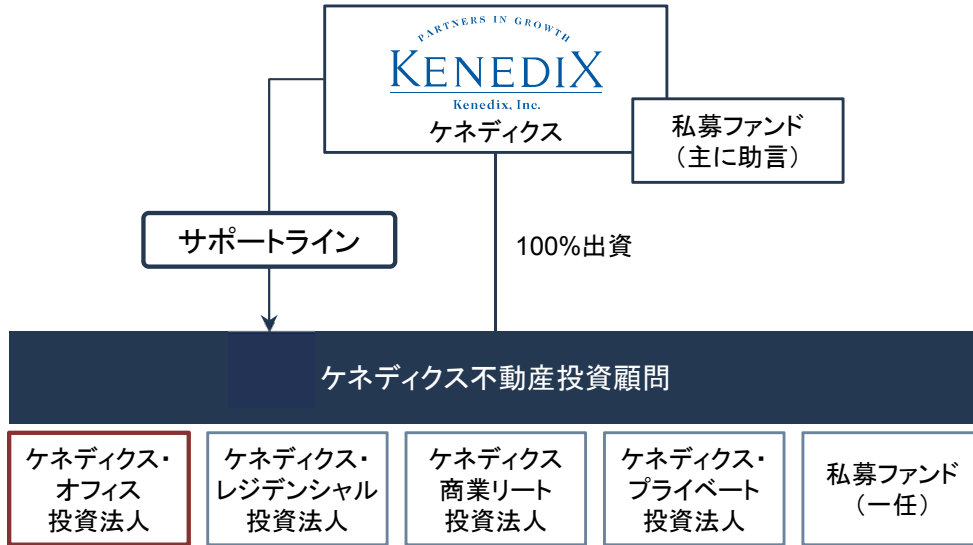 PARTNERS IN GROWTH
KENEDIX
Kenedix, Inc.
ケネディクス
私募ファンド
（主に助言）
サポートライン
100%出資
ケネディクス不動産投資顧問
ケネディクス・
オフィス
投資法人
ケネディクス・
レジデンシャル
投資法人
ケネディクス
商業リート
投資法人
ケネディクス・
プライベート
投資法人
私募ファンド
（一任）